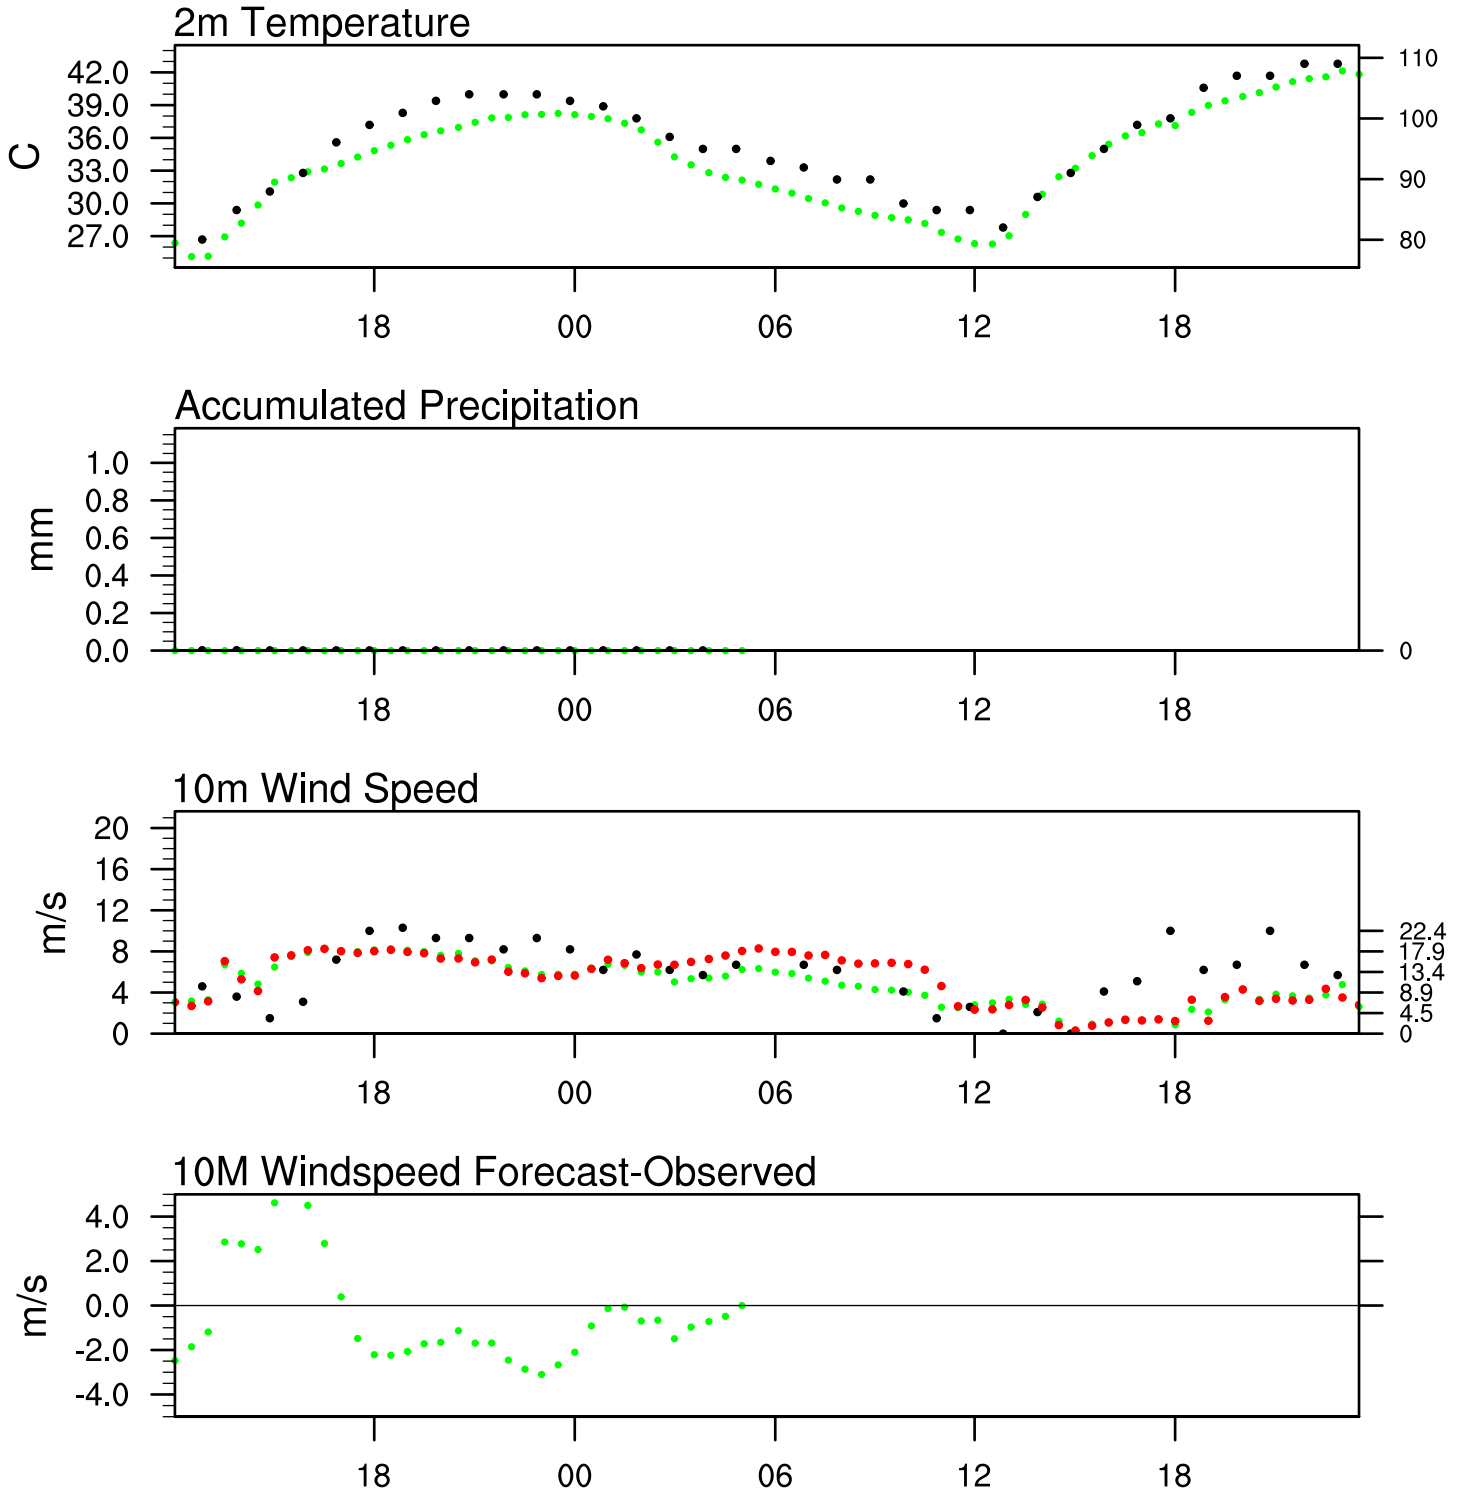 2m Temperature
C
42.0
39.0
36.0
33.0
30.0
27.0
110
100
90
80
18 00 06 12 18
Accumulated Precipitation
mm
1.0
0.8
0.6
0.4
0.2
0.0
0
18 00 06 12 18
10m Wind Speed
m/s
20
16
12
8
4
0
22.4
17.9
13.4
8.9
4.5
0
18 00 06 12 18
10M Windspeed Forecast-Observed
m/s
4.0
2.0
0.0
-2.0
-4.0
18 00 06 12 18